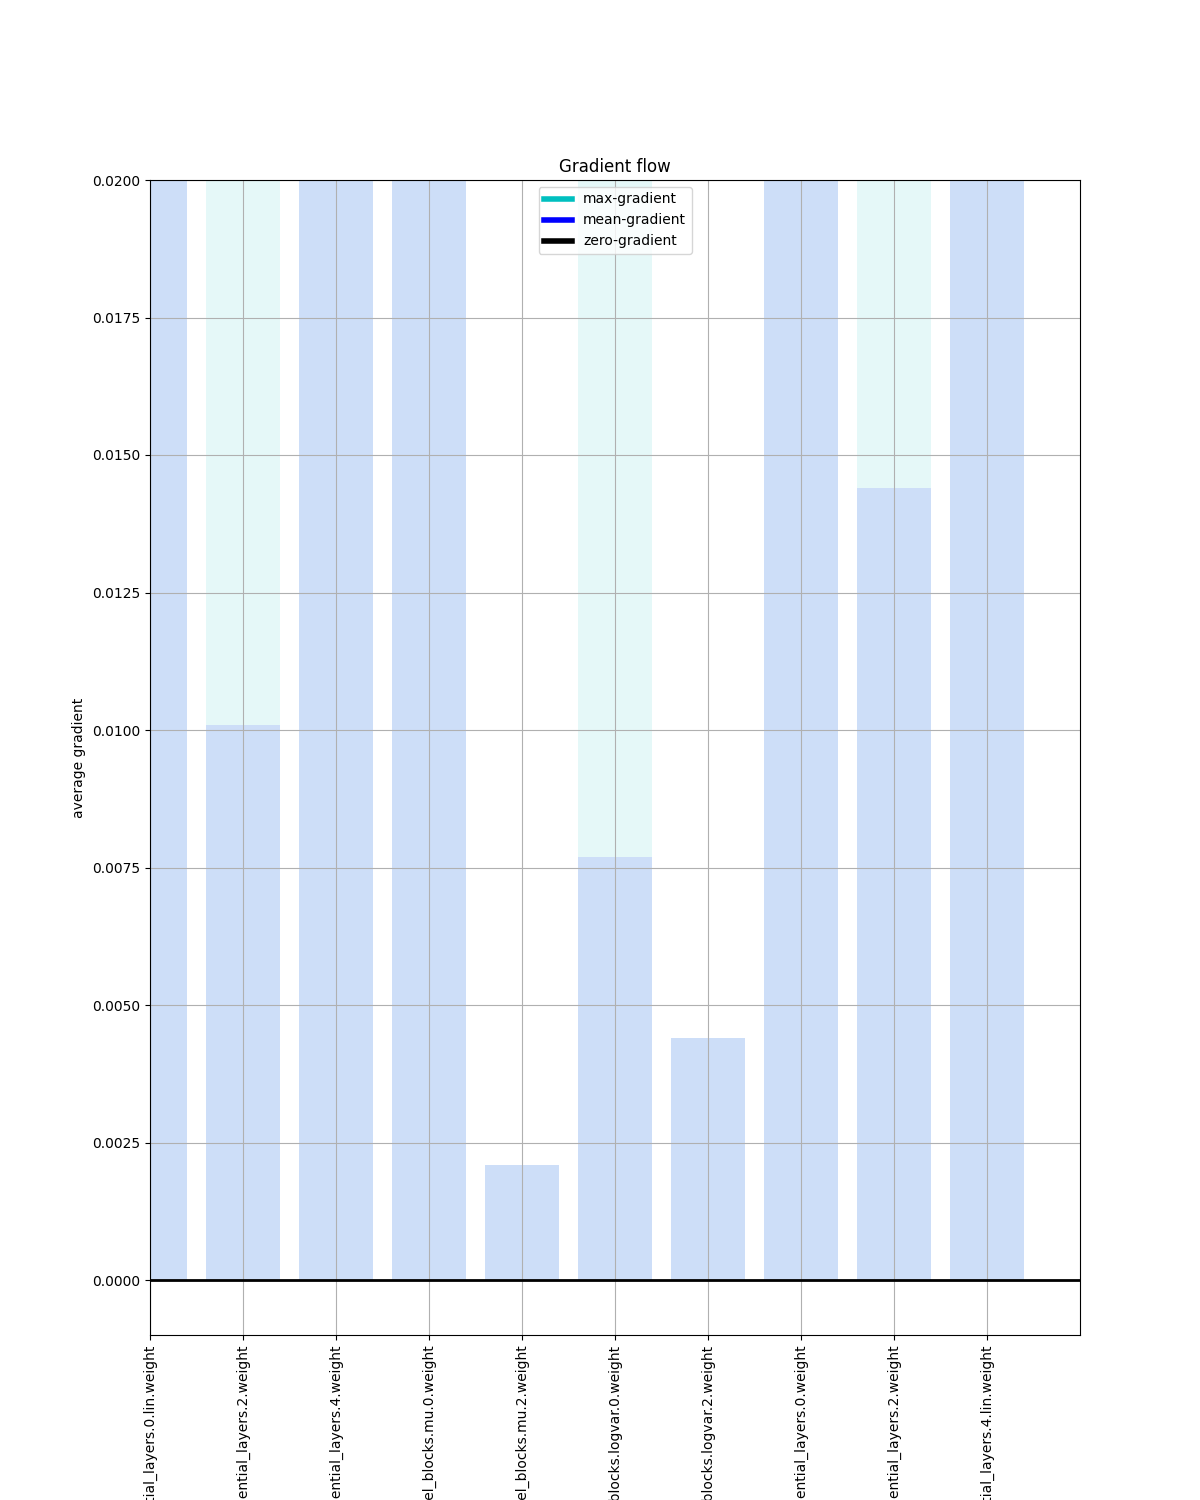 Gradient flow
max-gradient
mean-gradient
zero-gradient
average gradient
0.0200
0.0175
0.0150
0.0125
0.0100
0.0075
0.0050
0.0025
0.0000
tial_layers.0.lin.weight
ential_layers.2.weight
ential_layers.4.weight
el_blocks.mu.0.weight
el_blocks.mu.2.weight
blocks.logvar.0.weight
blocks.logvar.2.weight
ential_layers.0.weight
ential_layers.2.weight
tial_layers.4.lin.weight